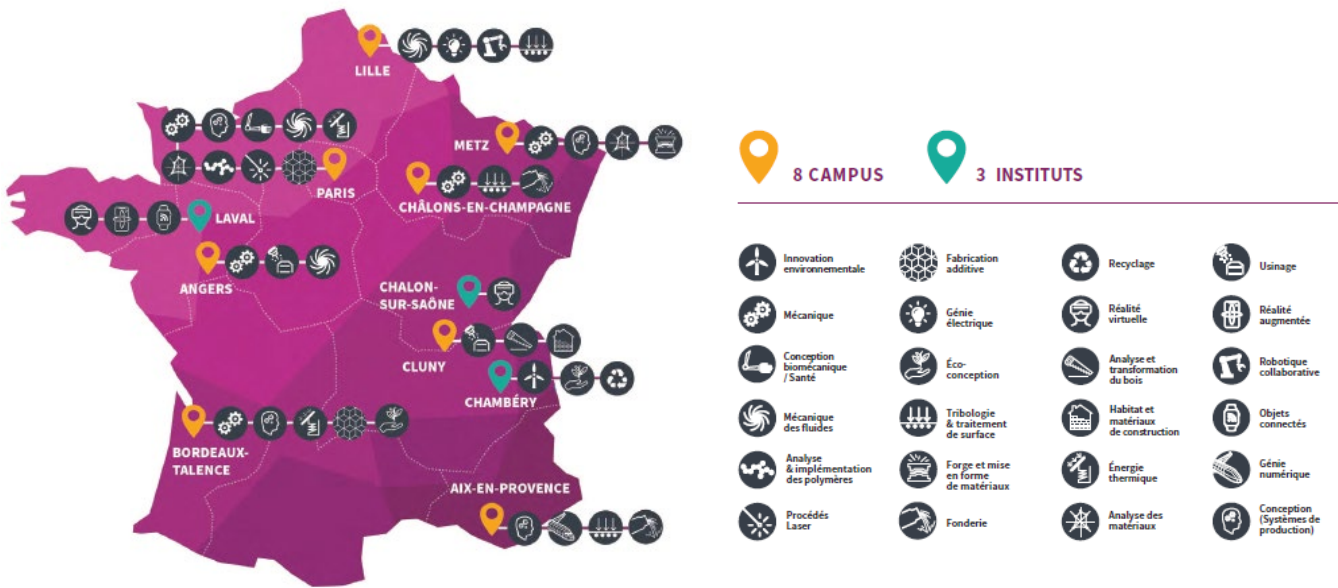 LILLE
METZ
PARIS
CHÂLONS-EN-CHAMPAGNE
LAVAL
ANGERS
CHALON-
SUR-SAÔNE
CLUNY
CHAMBÉRY
BORDEAUX-
TALENCE
AIX-EN-PROVENCE
8 CAMPUS
3 INSTITUTS
Innovation
environnementale
Fabrication
additive
Recyclage
Usinage
Mécanique
Génie
électrique
Réalité
virtuelle
Réalité
augmentée
Conception
biomécanique
/ Santé
Éco-
conception
Analyse et
transformation
du bois
Robotique
collaborative
Mécanique
des fluides
Tribologie
& traitement
de surface
Habitat et
matériaux
de construction
Objets
connectés
Analyse
& implémentation
des polymères
Forge et mise
en forme
de matériaux
Énergie
thermique
Génie
numérique
Procédés
Laser
Fonderie
Analyse des
matériaux
Conception
(Systèmes de
production)